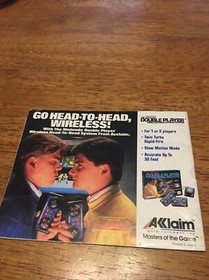 GO HEAD-TO-HEAD,
WIRELESS!
With The Nintendo Double Player
Wireless Head-To-Head System From Acclaim.
DOUBLE PLAYER
• For 1 or 2 players
• Twin Turbo
Rapid-Fire
• Slow Motion Mode
• Accurate Up To
30 Feet
AKKlaim
Masters of the Game